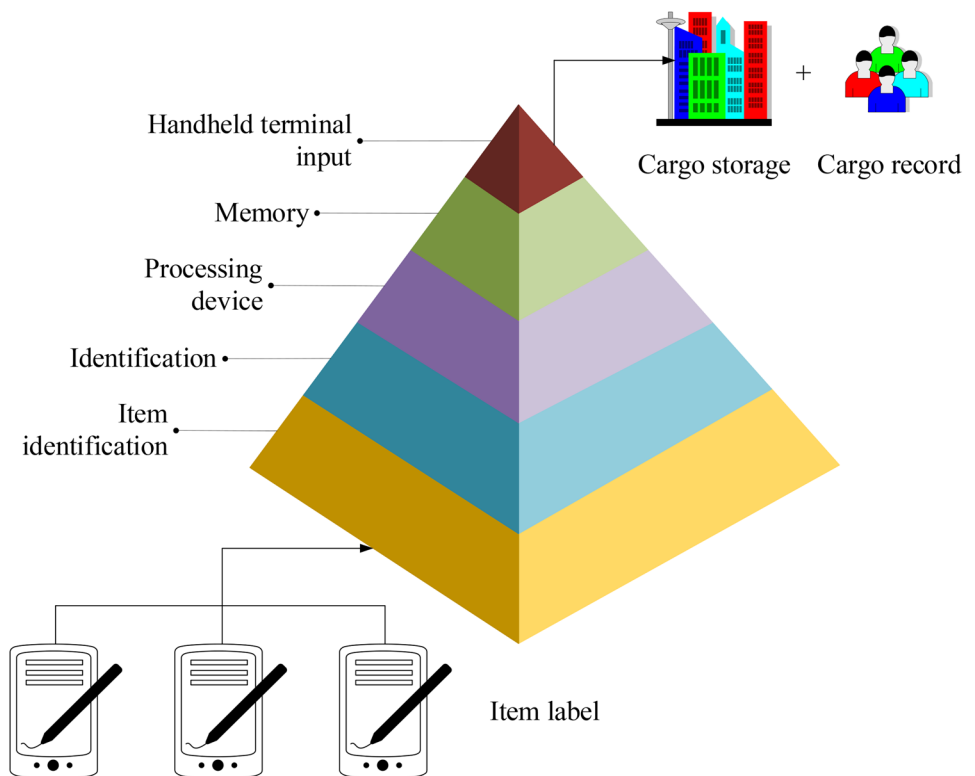 Handheld terminal
input
Memory
Processing
device
Identification
Item
identification
+
Cargo storage
Cargo record
Item label